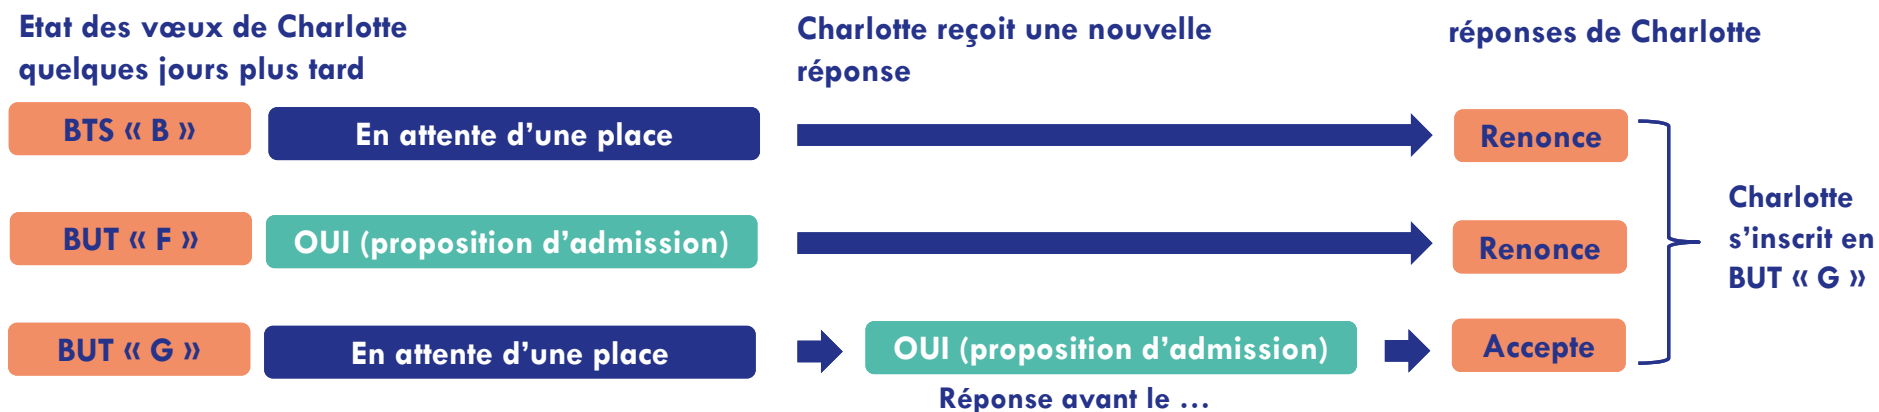 Etat des vœux de Charlotte
quelques jours plus tard
Charlotte reçoit une nouvelle
réponse
réponses de Charlotte
BTS « B »
En attente d’une place
Renonce
BUT « F »
OUI (proposition d’admission)
Renonce
BUT « G »
En attente d’une place
OUI (proposition d’admission)
Réponse avant le …
Accepte
Charlotte
s’inscrit en
BUT « G »